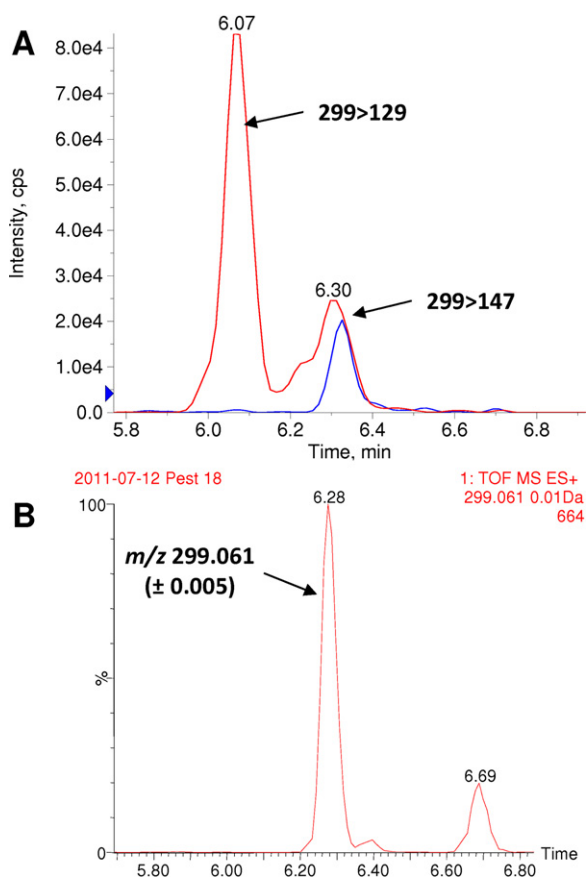 A
Intensity, cps
8.0e4
7.0e4
6.0e4
5.0e4
4.0e4
3.0e4
2.0e4
1.0e4
0.0
6.07
299>129
6.30
299>147
5.8 6.0 6.2 6.4 6.6 6.8
Time, min
2011-07-12 Pest 18
1: TOF MS ES+
299.061 0.01Da
664
B
100
%
0
6.28
m/z 299.061
(± 0.005)
6.69
Time
5.80 6.00 6.20 6.40 6.60 6.80